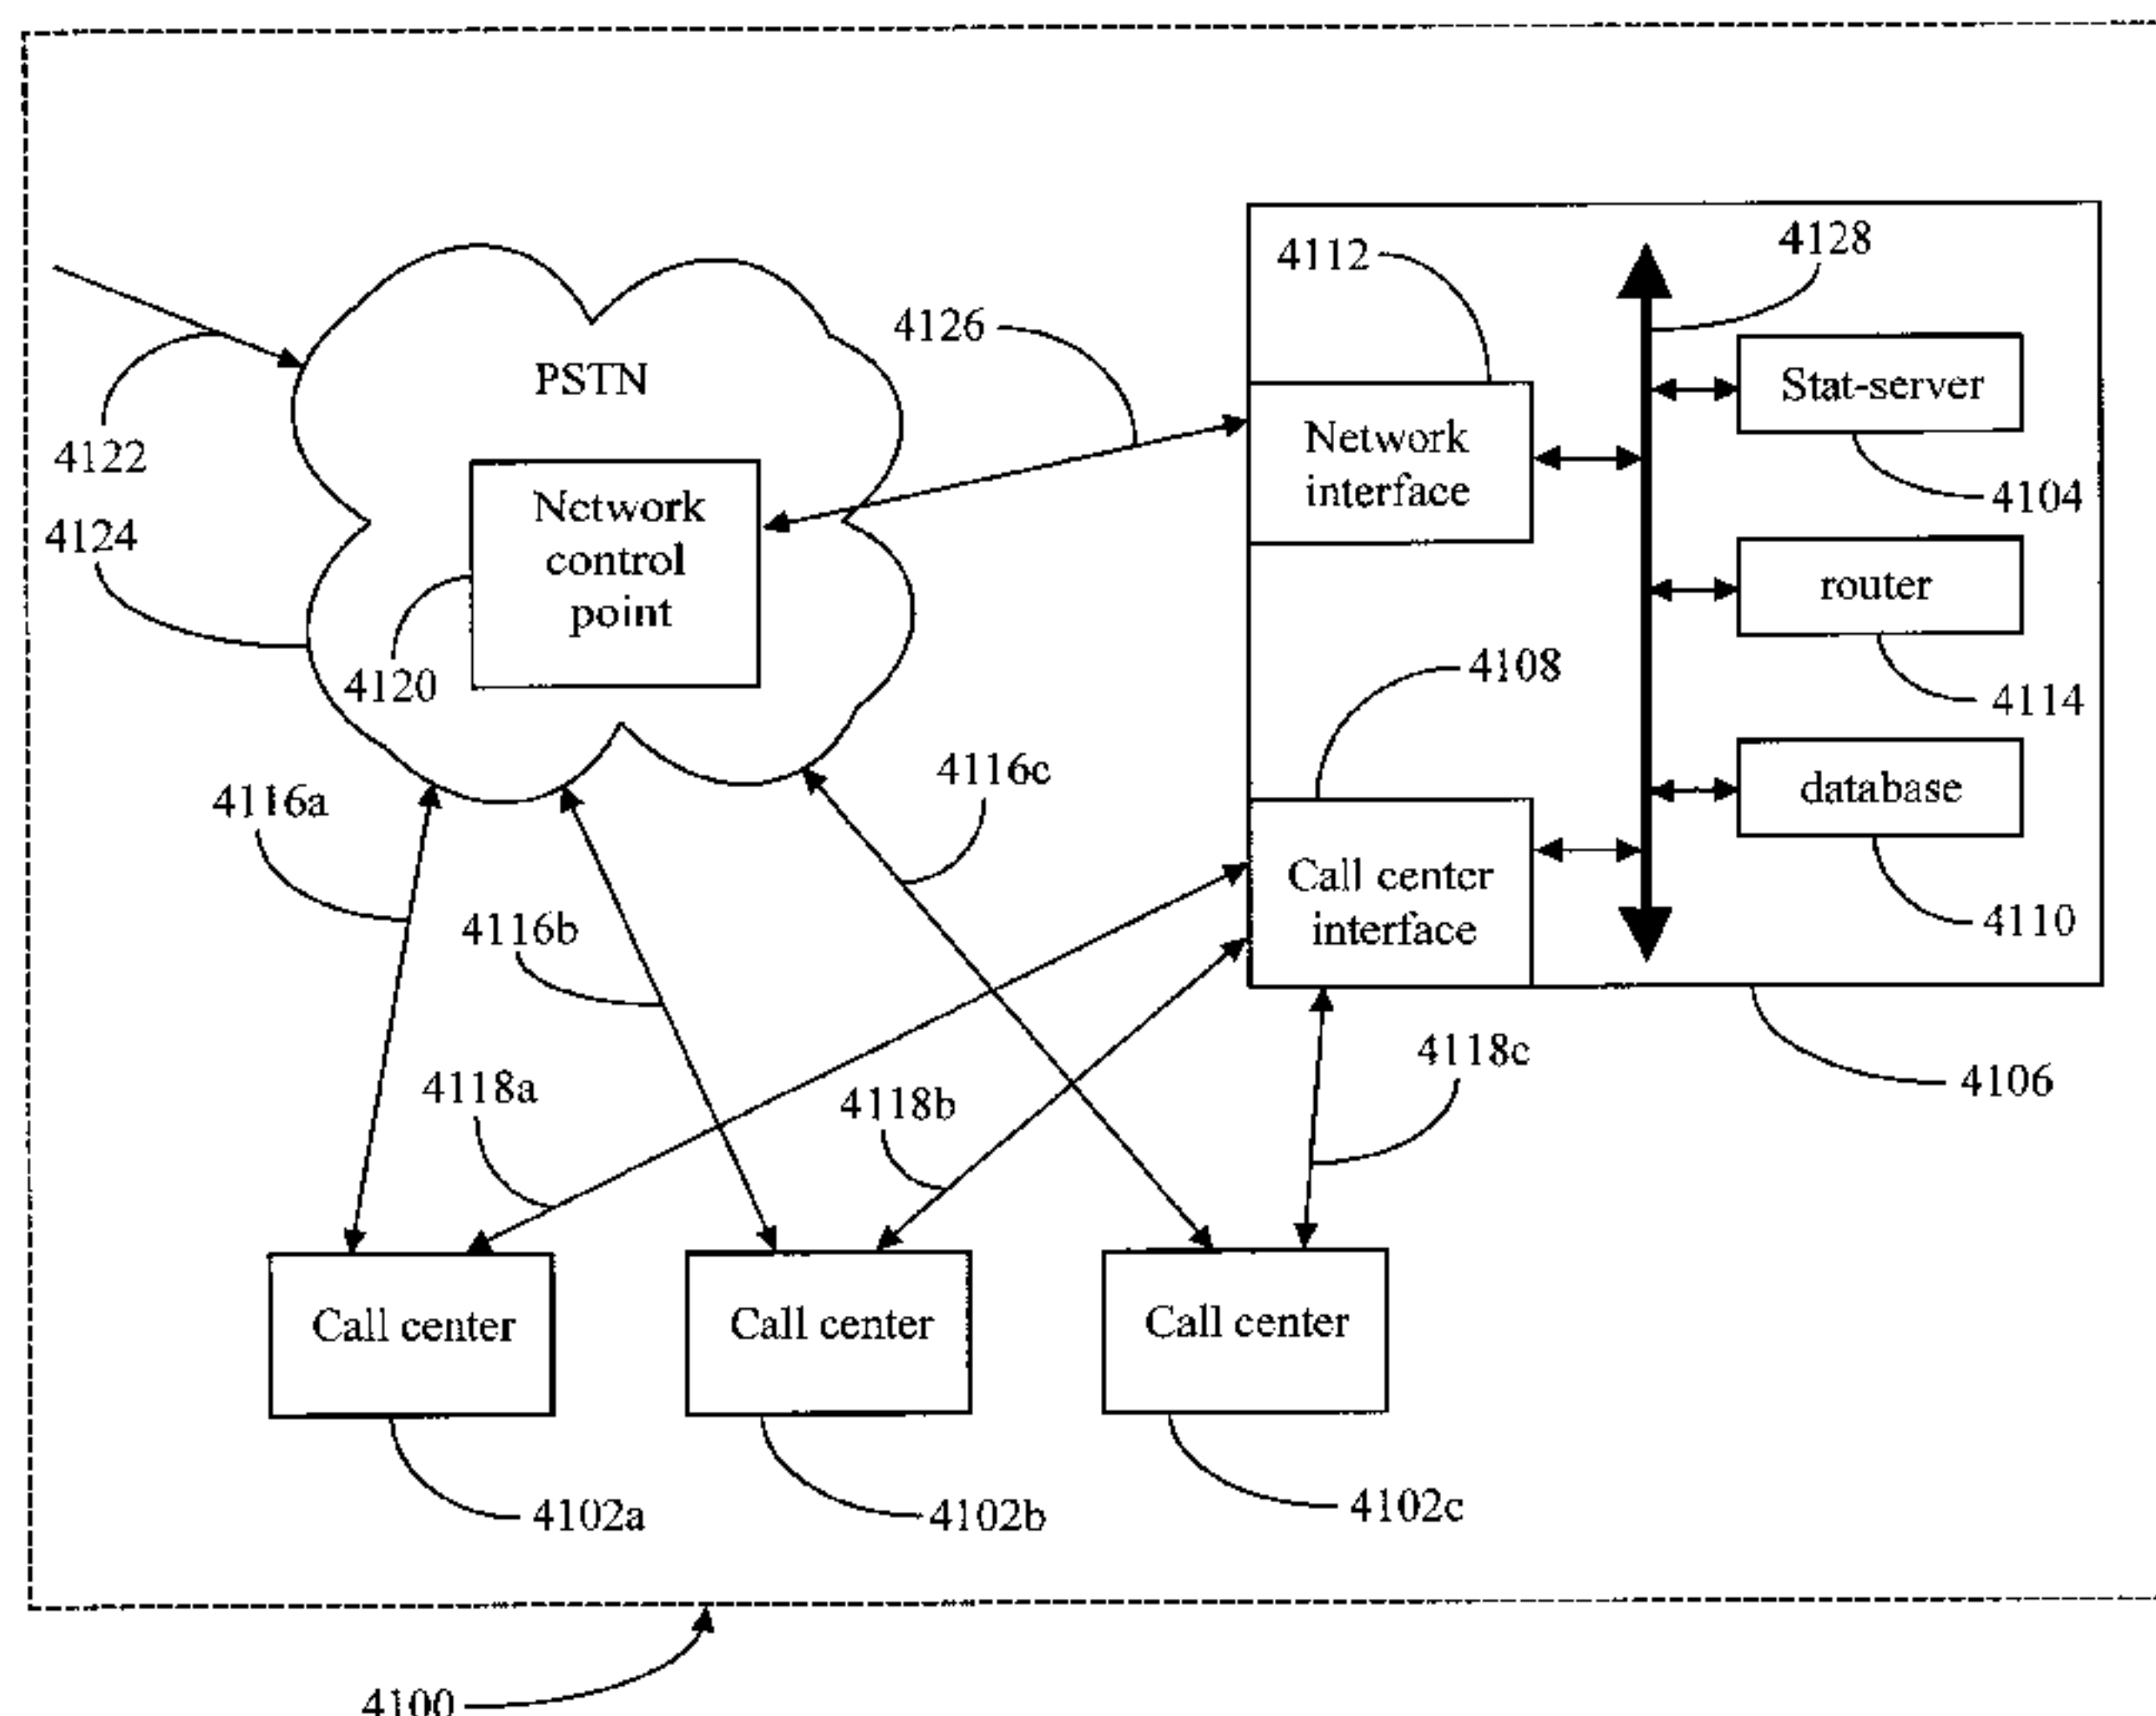 4128
4112
4126
PSTN
Stat-server
4122
Network
interface
4104
Network
control
point
4124
router
4120
4108
4114
4116c
4116a
database
Call center
interface
4110
4116b
4118c
4118a
4118b
4106
Call center
Call center
Call center
4102a
4102b
4102c
4100